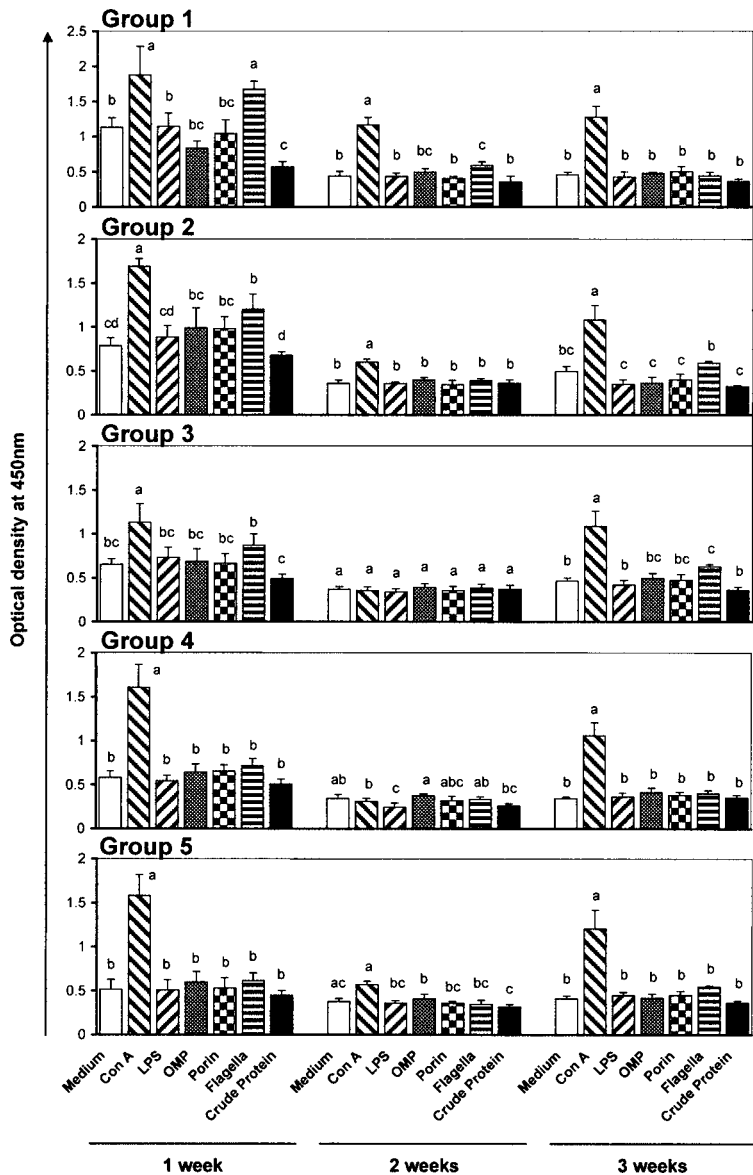 Optical density at 450nm
Group 1
2.5
2
1.5
1
0.5
0
b a b bc bc a c
b a b bc b c b
b a b b b b b
Group 2
2
1.5
1
0.5
0
cd a cd bc bc b d
b a b b b b b
bc a c c c b c
Group 3
2
1.5
1
0.5
0
bc a bc bc bc b c
a a a a a a a
b a b bc bc c b
Group 4
2
1.5
1
0.5
0
b a b b b b b
ab b c a abc ab bc
b a b b b b b
Group 5
2
1.5
1
0.5
0
b a b b b b b
ac a bc b bc bc c
b a b b b b b
Medium Con A LPS OMP Porin Flagella Crude Protein
Medium Con A LPS OMP Porin Flagella Crude Protein
Medium Con A LPS OMP Porin Flagella Crude Protein
1 week 2 weeks 3 weeks